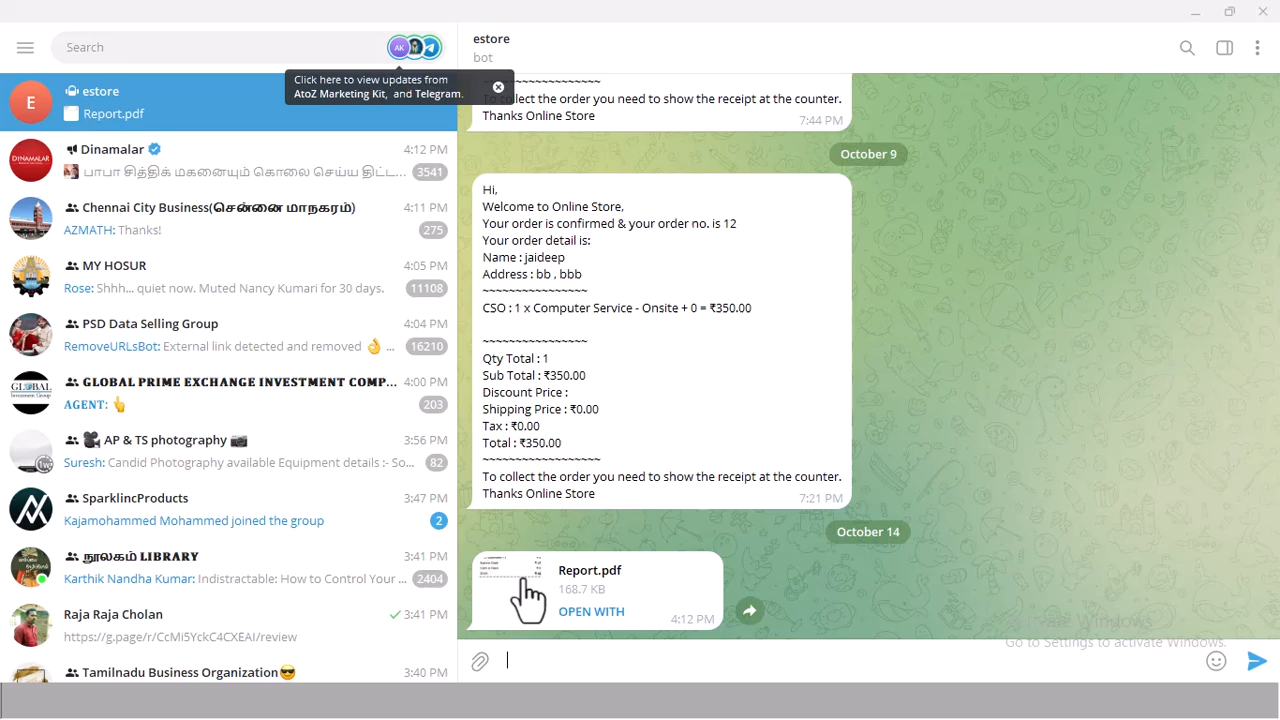 Search
AK
Click here to view updates from
AtoZ Marketing Kit, and Telegram.
E
estore
Report.pdf
DINAMALAR
Dinamalar
4:12 PM
பாபா சித்திக் மகனையும் கொலை செய்ய திட்ட...
3541
Chennai City Business(சென்னை மாநகரம்)
4:11 PM
AZMATH: Thanks!
275
MY HOSUR
4:05 PM
Rose: Shhh... quiet now. Muted Nancy Kumari for 30 days.
11108
PSD Data Selling Group
4:04 PM
RemoveURLsBot: External link detected and removed 👌 ...
16210
GLOBAL
GLOBAL PRIME EXCHANGE INVESTMENT COMP...
4:00 PM
AGENT: 👆
203
🎥 AP & TS photography 📷
3:56 PM
Suresh: Candid Photography available Equipment details :- So...
82
SparklincProducts
3:47 PM
Kajamohammed Mohammed joined the group
2
நூலகம் LIBRARY
3:41 PM
Karthik Nandha Kumar: Indistractable: How to Control Your ...
2404
Raja Raja Cholan
3:41 PM
https://g.page/r/CcMi5YckC4CXEAI/review
Tamilnadu Business Organization😎
3:40 PM
estore
bot
~~~~~~~~~~~~~~~~~
To collect the order you need to show the receipt at the counter.
Thanks Online Store
7:44 PM
October 9
Hi,
Welcome to Online Store,
Your order is confirmed & your order no. is 12
Your order detail is:
Name : jaideep
Address : bb , bbb
~~~~~~~~~~~~~~~
CSO : 1 x Computer Service - Onsite + 0 = ₹350.00
~~~~~~~~~~~~~~~
Qty Total : 1
Sub Total : ₹350.00
Discount Price :
Shipping Price : ₹0.00
Tax : ₹0.00
Total : ₹350.00
~~~~~~~~~~~~~~~~~
To collect the order you need to show the receipt at the counter.
Thanks Online Store
7:21 PM
October 14
Report.pdf
168.7 KB
OPEN WITH
4:12 PM
Activate Windows
Go to Settings to activate Windows.